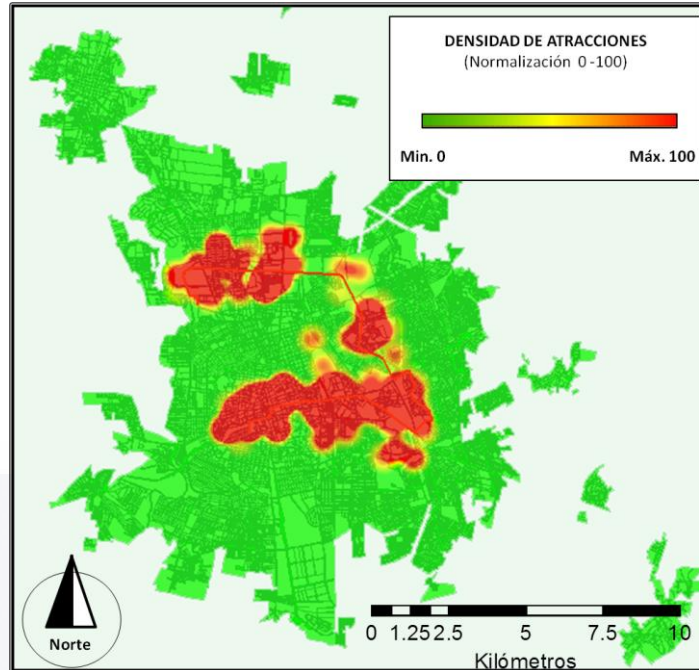 DENSIDAD DE ATRACCIONES
(Normalización 0 -100)
Min. 0 Máx. 100
Norte
0 1.25 2.5 5 7.5 10
Kilómetros